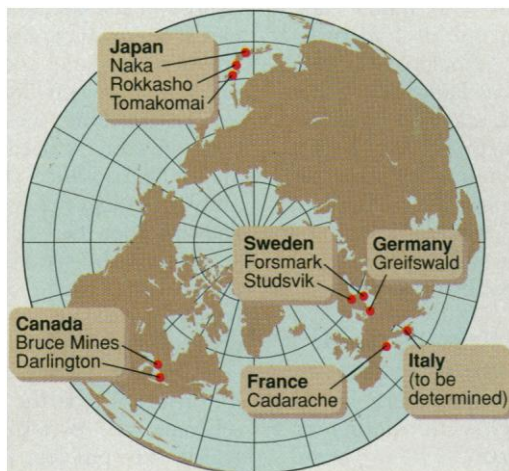 Japan
Naka
Rokkasho
Tomakomai
Sweden
Forsmark
Studsvik
Germany
Greifswald
Canada
Bruce Mines
Darlington
France
Cadarache
Italy
(to be
determined)